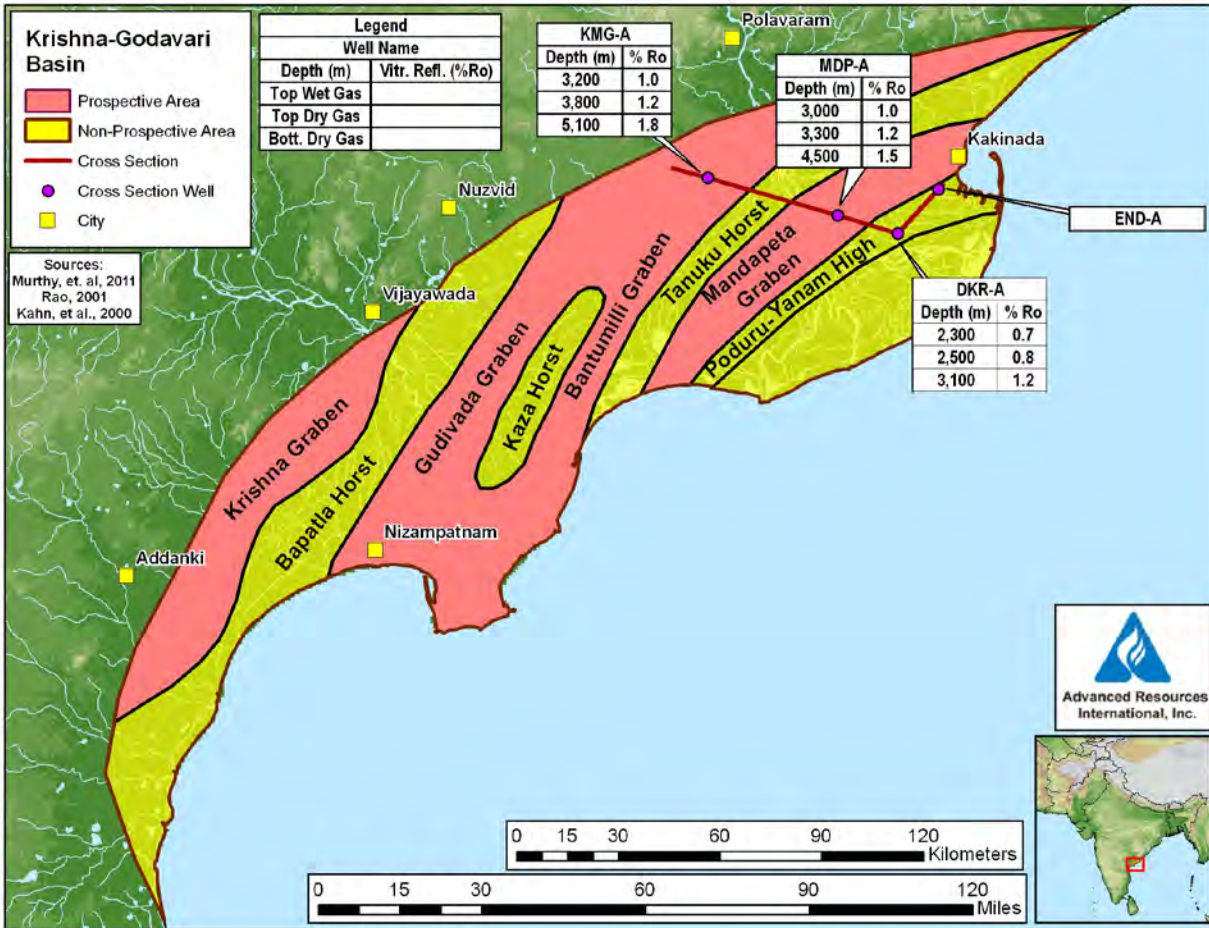 Krishna-Godavari
Basin
Prospective Area
Non-Prospective Area
Cross Section
Cross Section Well
City
Sources:
Murthy, et. al, 2011
Rao, 2001
Kahn, et al., 2000
Legend
Well Name
Depth (m) Vitr. Refl. (%Ro)
Top Wet Gas
Top Dry Gas
Bott. Dry Gas
KMG-A
Depth (m) % Ro
3,200 1.0
3,800 1.2
5,100 1.8
Polavaram
MDP-A
Depth (m) % Ro
3,000 1.0
3,300 1.2
4,500 1.5
Kakinada
END-A
DKR-A
Depth (m) % Ro
2,300 0.7
2,500 0.8
3,100 1.2
Nuzvid
Vijayawada
Addanki
Nizampatnam
Krishna Graben
Bapatla Horst
Gudivada Graben
Kaza Horst
Bantumilli Graben
Tanuku Horst
Mandapeta
Graben
Poduru-Yanam High
Advanced Resources
International, Inc.
0 15 30 60 90 120
Kilometers
0 15 30 60 90 120
Miles